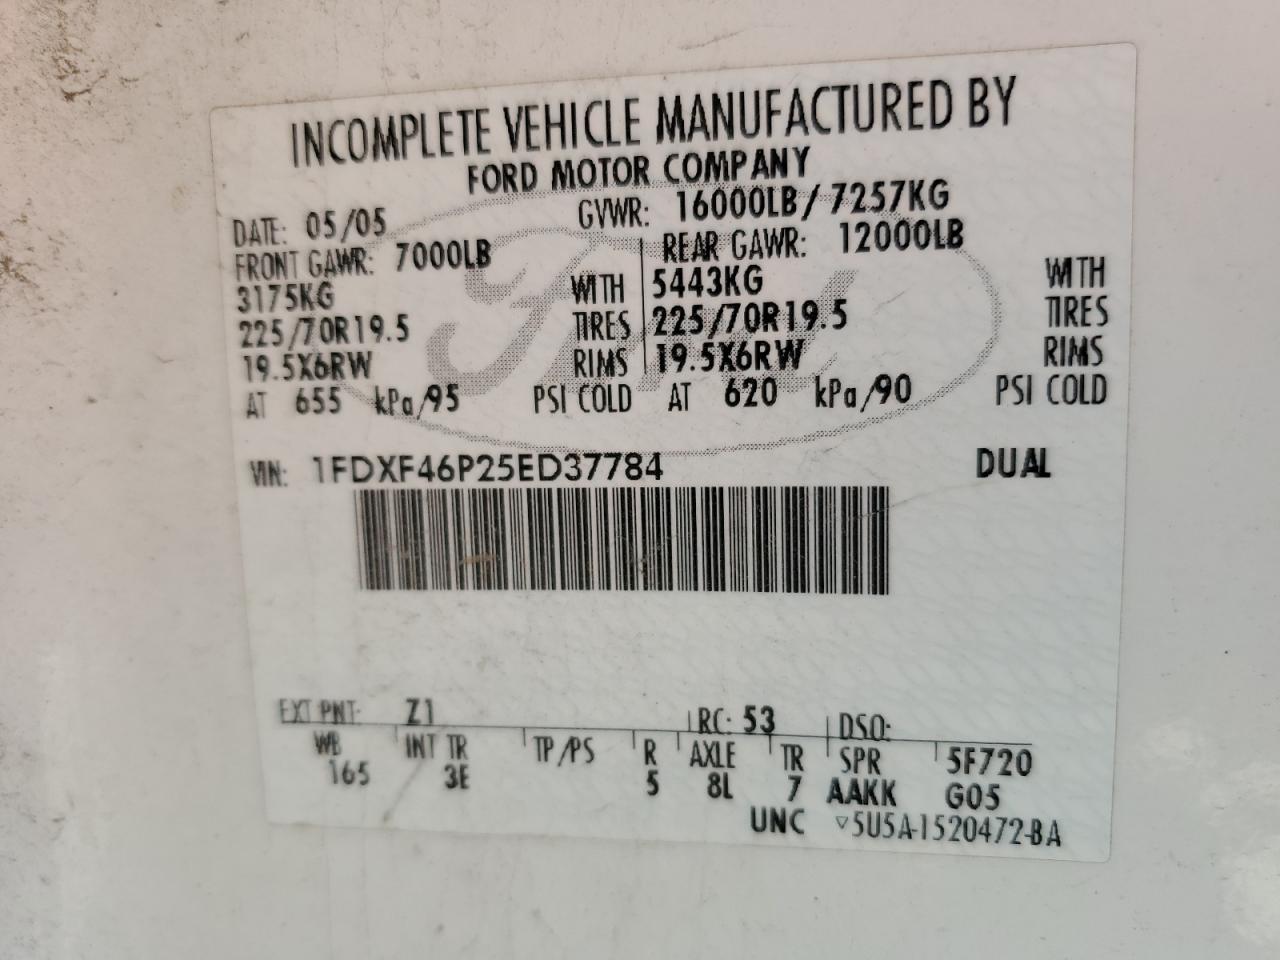 INCOMPLETE VEHICLE MANUFACTURED BY
FORD MOTOR COMPANY
DATE: 05/05 GVWR: 16000LB / 7257KG
FRONT GAWR: 7000LB REAR GAWR: 12000LB
3175KG WITH 5443KG WITH
225/70R19.5 TIRES 225/70R19.5 TIRES
19.5X6RW RIMS 19.5X6RW RIMS
AT 655 kPa/95 PSI COLD AT 620 kPa/90 PSI COLD
VIN: 1FDXF46P25ED37784 DUAL
EXT PNT: Z1 RC: 53 DSO:
WB INT TR TP/PS R AXLE TR SPR 5F720
165 3E 5 8L 7 AAKK G05
UNC ▽5U5A-1520472-BA